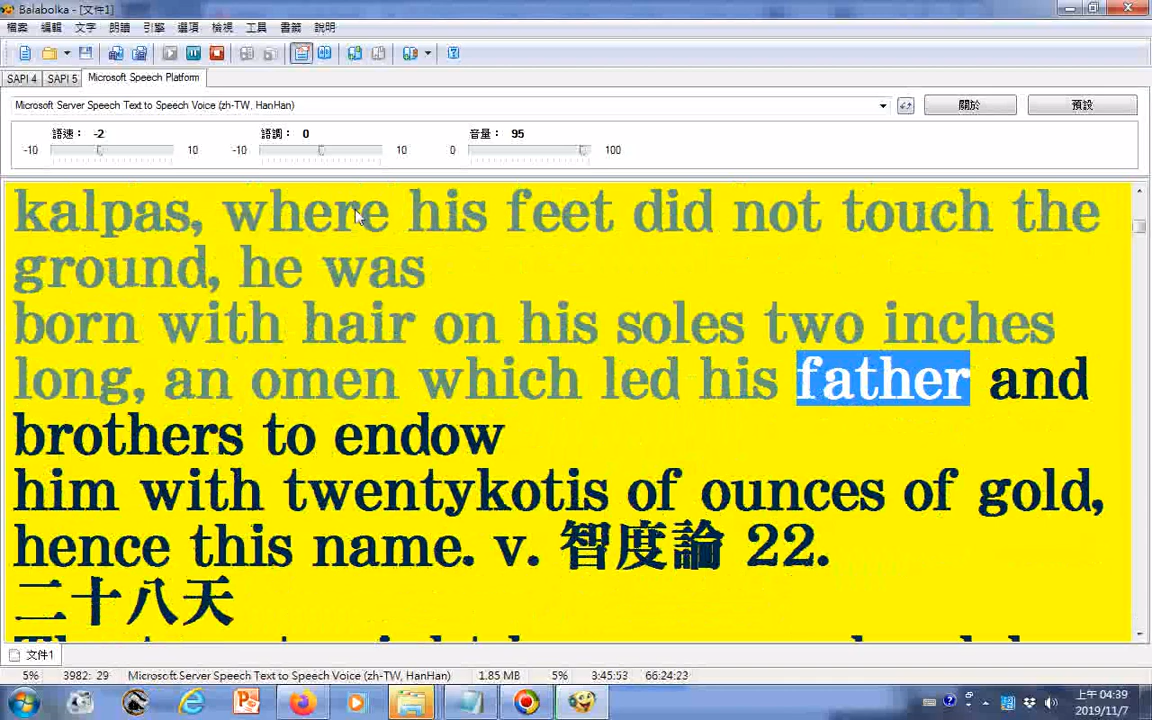 Balabolka - [文件1]
檔案 編輯 文字 朗讀 引擎 選項 檢視 工具 書籤 說明
SAPI 4 SAPI 5 Microsoft Speech Platform
Microsoft Server Speech Text to Speech Voice (zh-TW, HanHan) 關於 預設
語速： -2 語調： 0 音量： 95
-10 10 -10 10 0 100
kalpas, where his feet did not touch the
ground, he was
born with hair on his soles two inches
long, an omen which led his father and
brothers to endow
him with twentykotis of ounces of gold,
hence this name. v. 智度論 22.
二十八天
文件1
5% 3982: 29 Microsoft Server Speech Text to Speech Voice (zh-TW, HanHan) 1.85 MB 5% 3:45:53 66:24:23
上午 04:39
2019/11/7